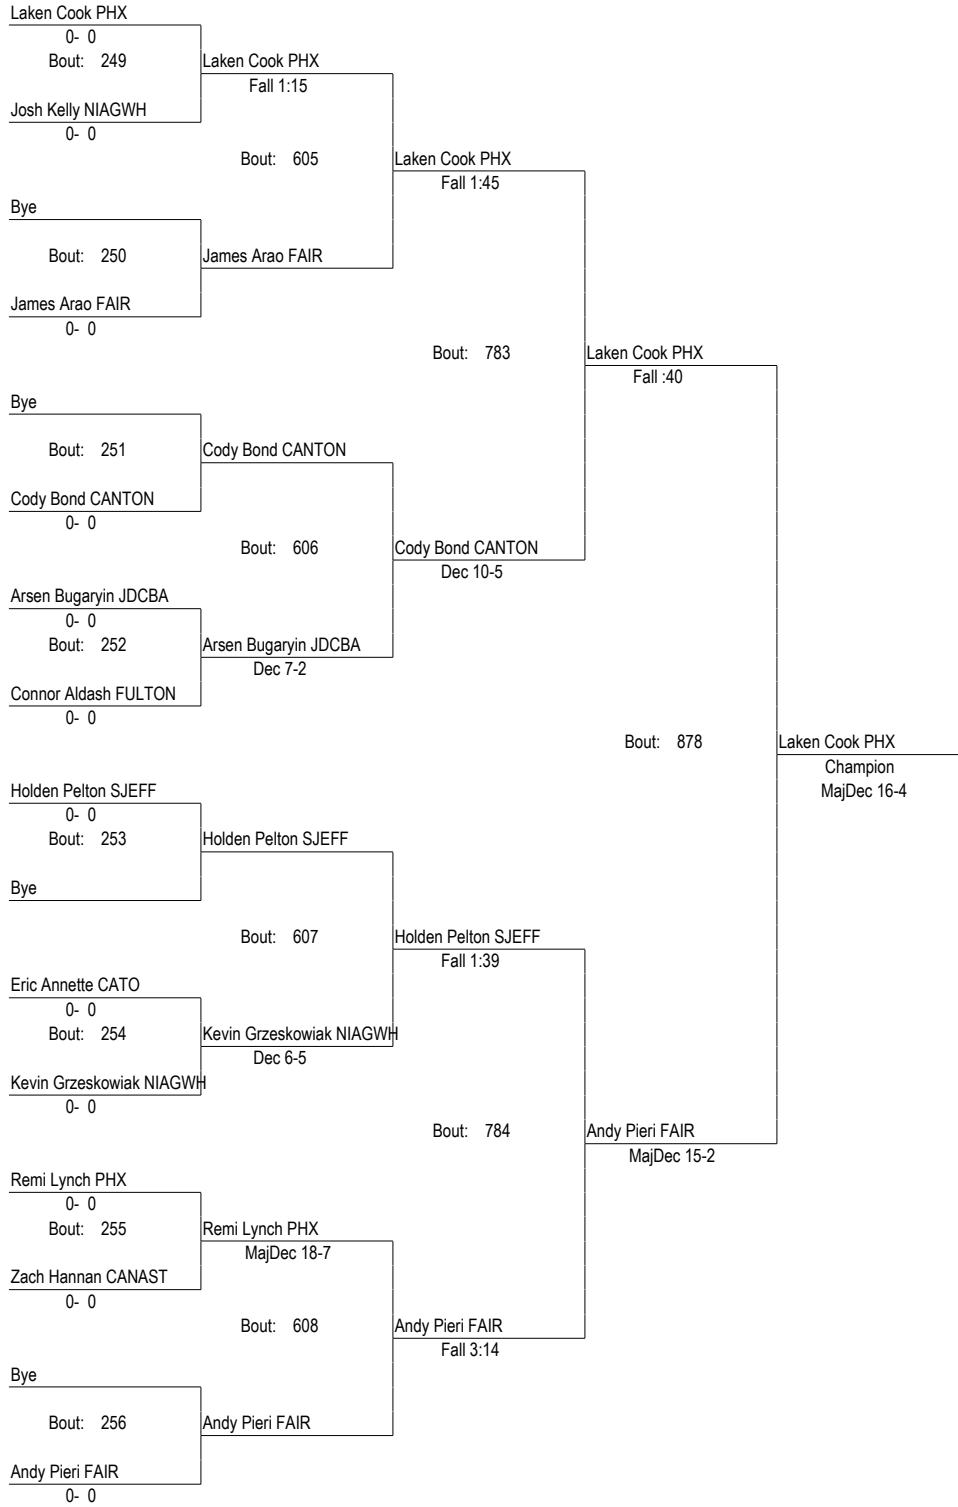 Laken Cook PHX
0- 0
Bout: 249
Laken Cook PHX
Fall 1:15
Josh Kelly NIAGWH
0- 0
Bout: 605
Laken Cook PHX
Fall 1:45
Bye
Bout: 250
James Arao FAIR
James Arao FAIR
0- 0
Bout: 783
Laken Cook PHX
Fall :40
Bye
Bout: 251
Cody Bond CANTON
Cody Bond CANTON
0- 0
Bout: 606
Cody Bond CANTON
Dec 10-5
Arsen Bugaryin JDCBA
0- 0
Bout: 252
Arsen Bugaryin JDCBA
Dec 7-2
Connor Aldash FULTON
0- 0
Bout: 878
Laken Cook PHX
Champion
MajDec 16-4
Holden Pelton SJEFF
0- 0
Bout: 253
Holden Pelton SJEFF
Bye
Bout: 607
Holden Pelton SJEFF
Fall 1:39
Eric Annette CATO
0- 0
Bout: 254
Kevin Grzeskowiak NIAGWH
Dec 6-5
Kevin Grzeskowiak NIAGWH
0- 0
Bout: 784
Andy Pieri FAIR
MajDec 15-2
Remi Lynch PHX
0- 0
Bout: 255
Remi Lynch PHX
MajDec 18-7
Zach Hannan CANAST
0- 0
Bout: 608
Andy Pieri FAIR
Fall 3:14
Bye
Bout: 256
Andy Pieri FAIR
Andy Pieri FAIR
0- 0